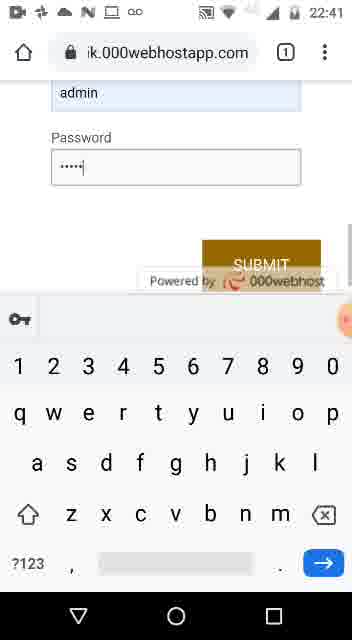 22:41
ik.000webhostapp.com
1
admin
Password
•••••
SUBMIT
Powered by 000webhost
1 2 3 4 5 6 7 8 9 0
q w e r t y u i o p
a s d f g h j k l
z x c v b n m
?123 , .